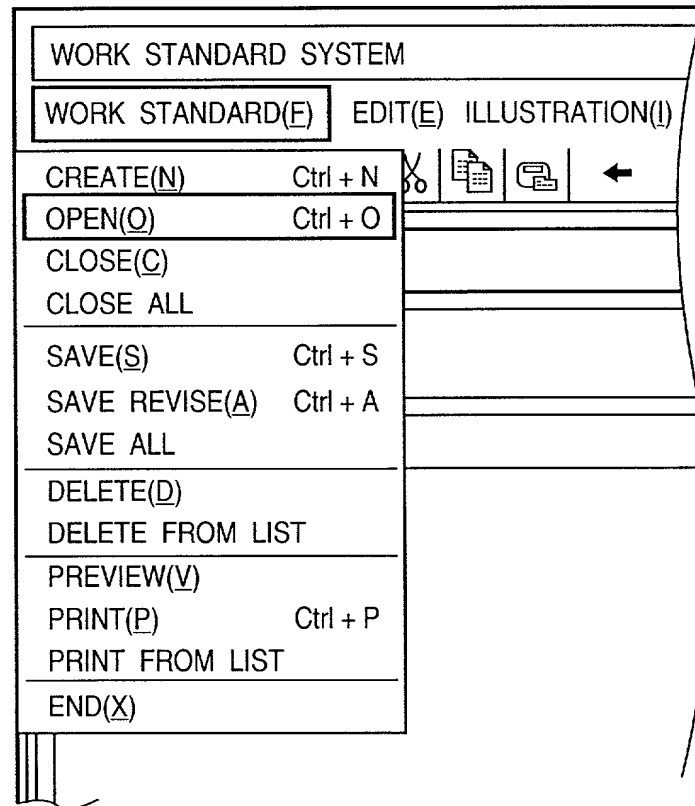 WORK STANDARD SYSTEM
WORK STANDARD(F) EDIT(E) ILLUSTRATION(I)
CREATE(N) Ctrl + N
OPEN(O) Ctrl + O
CLOSE(C)
CLOSE ALL
SAVE(S) Ctrl + S
SAVE REVISE(A) Ctrl + A
SAVE ALL
DELETE(D)
DELETE FROM LIST
PREVIEW(V)
PRINT(P) Ctrl + P
PRINT FROM LIST
END(X)